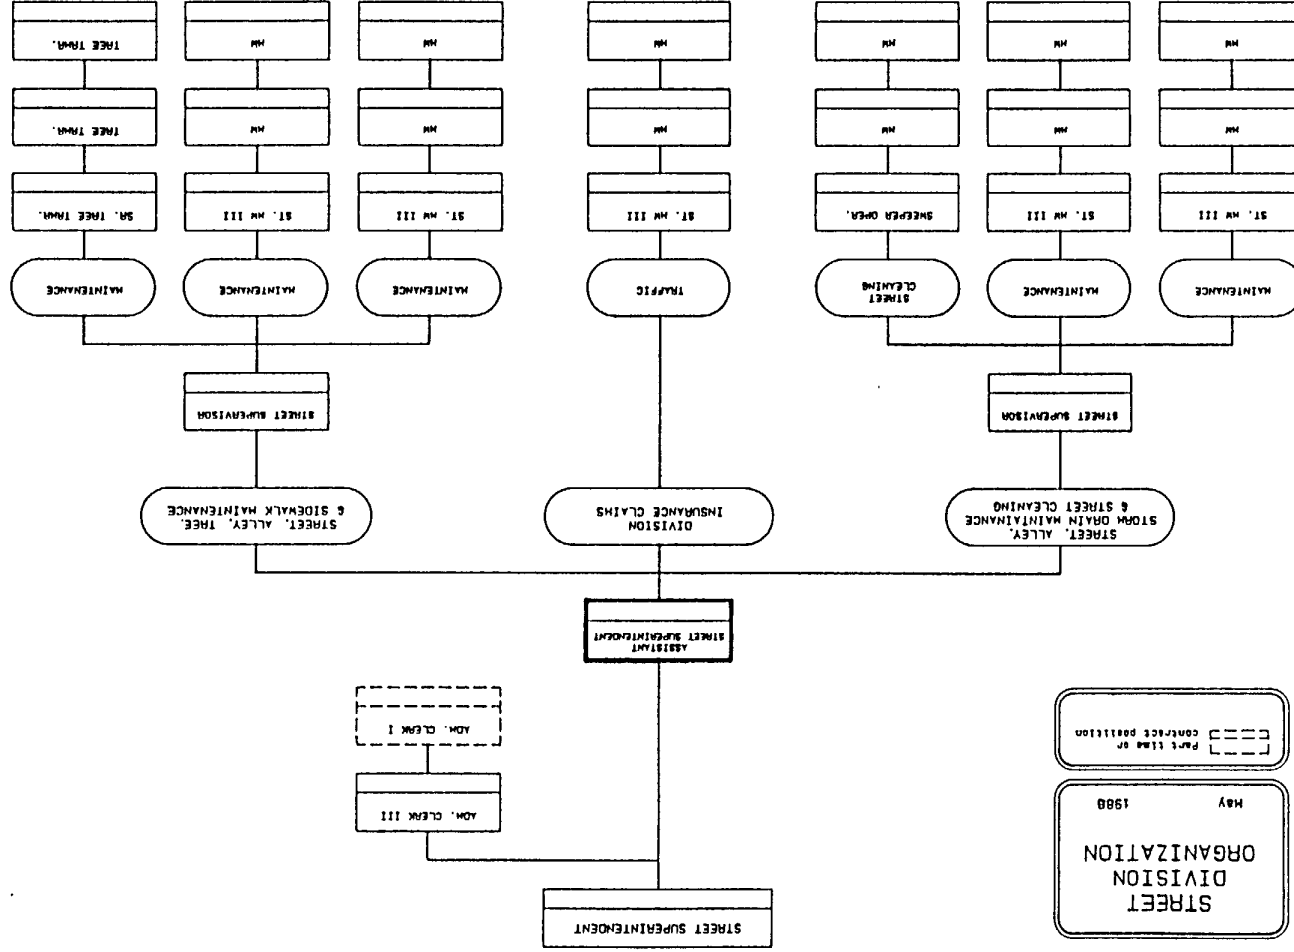 STREET SUPERINTENDENT
STREET
DIVISION
ORGANIZATION
May 1988
Part time or
contract position
ADM. CLERK III
ADM. CLERK I
ASSISTANT
STREET SUPERINTENDENT
STREET, ALLEY,
STORM DRAIN MAINTAINANCE
& STREET CLEANING
DIVISION
INSURANCE CLAIMS
STREET, ALLEY, TREE,
& SIDEWALK MAINTENANCE
STREET SUPERVISOR
STREET SUPERVISOR
MAINTENANCE
MAINTENANCE
STREET
CLEANING
TRAFFIC
MAINTENANCE
MAINTENANCE
MAINTENANCE
ST. MW III
ST. MW III
SWEEPER OPER.
ST. MW III
ST. MW III
ST. MW III
SR. TREE TRMR.
MW
MW
MW
MW
MW
MW
TREE TRMR.
MW
MW
MW
MW
MW
MW
TREE TRMR.